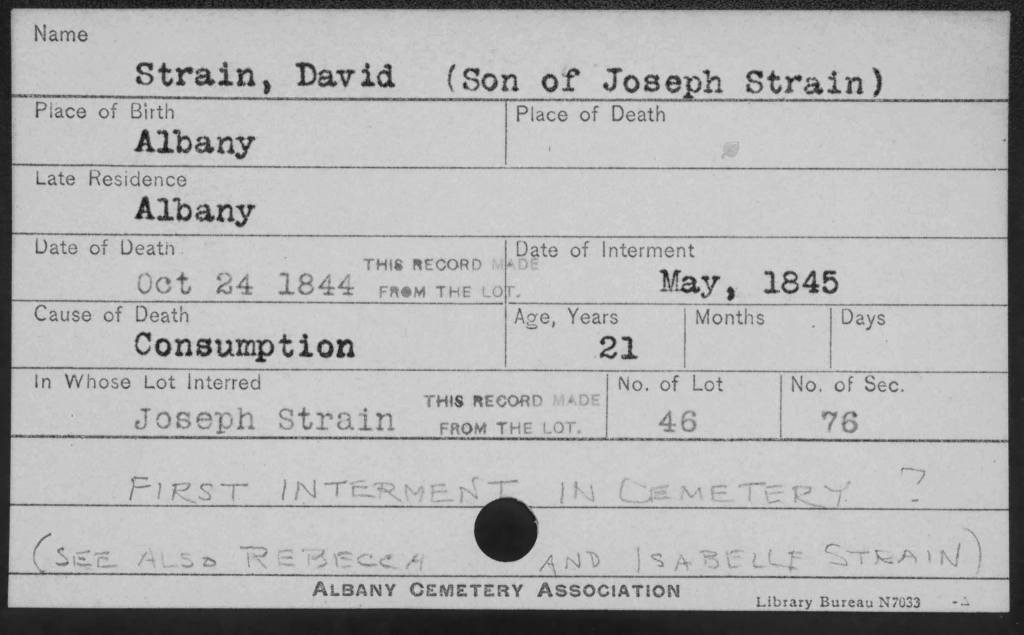 Name
Strain, David (Son of Joseph Strain)
Place of Birth
Albany
Place of Death
Late Residence
Albany
Date of Death
Oct 24 1844
THIS RECORD MADE
FROM THE LOT.
Date of Interment
May, 1845
Cause of Death
Consumption
Age, Years
21
Months
Days
In Whose Lot Interred
Joseph Strain
THIS RECORD MADE
FROM THE LOT.
No. of Lot
46
No. of Sec.
76
FIRST INTERMENT IN CEMETERY ?
(SEE ALSO REBECCA AND ISABELLE STRAIN)
ALBANY CEMETERY ASSOCIATION
Library Bureau N7033